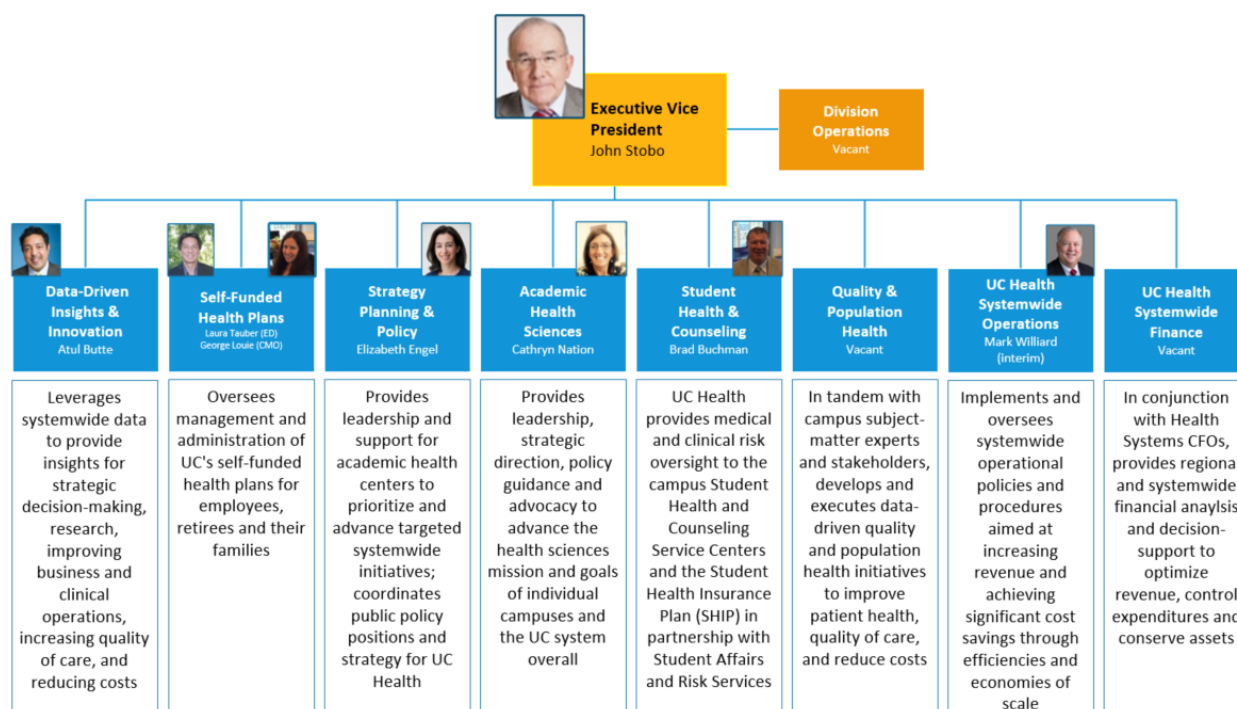 Executive Vice
President
John Stobo
Division
Operations
Vacant
Data-Driven
Insights &
Innovation
Atul Butte
Self-Funded
Health Plans
Laura Tauber (ED)
George Louie (CMO)
Strategy
Planning &
Policy
Elizabeth Engel
Academic
Health
Sciences
Cathryn Nation
Student
Health &
Counseling
Brad Buchman
Quality &
Population
Health
Vacant
UC Health
Systemwide
Operations
Mark Williard
(interim)
UC Health
Systemwide
Finance
Vacant
Leverages
systemwide data
to provide
insights for
strategic
decision-making,
research,
improving
business and
clinical
operations,
increasing quality
of care, and
reducing costs
Oversees
management and
administration of
UC's self-funded
health plans for
employees,
retirees and their
families
Provides
leadership and
support for
academic health
centers to
prioritize and
advance targeted
systemwide
initiatives;
coordinates
public policy
positions and
strategy for UC
Health
Provides
leadership,
strategic
direction, policy
guidance and
advocacy to
advance the
health sciences
mission and goals
of individual
campuses and
the UC system
overall
UC Health
provides medical
and clinical risk
oversight to the
campus Student
Health and
Counseling
Service Centers
and the Student
Health Insurance
Plan (SHIP) in
partnership with
Student Affairs
and Risk Services
In tandem with
campus subject-
matter experts
and stakeholders,
develops and
executes data-
driven quality
and population
health initiatives
to improve
patient health,
quality of care,
and reduce costs
Implements and
oversees
systemwide
operational
policies and
procedures
aimed at
increasing
revenue and
achieving
significant cost
savings through
efficiencies and
economies of
scale
In conjunction
with Health
Systems CFOs,
provides regional
and systemwide
financial anaylsis
and decision-
support to
optimize
revenue, control
expenditures and
conserve assets